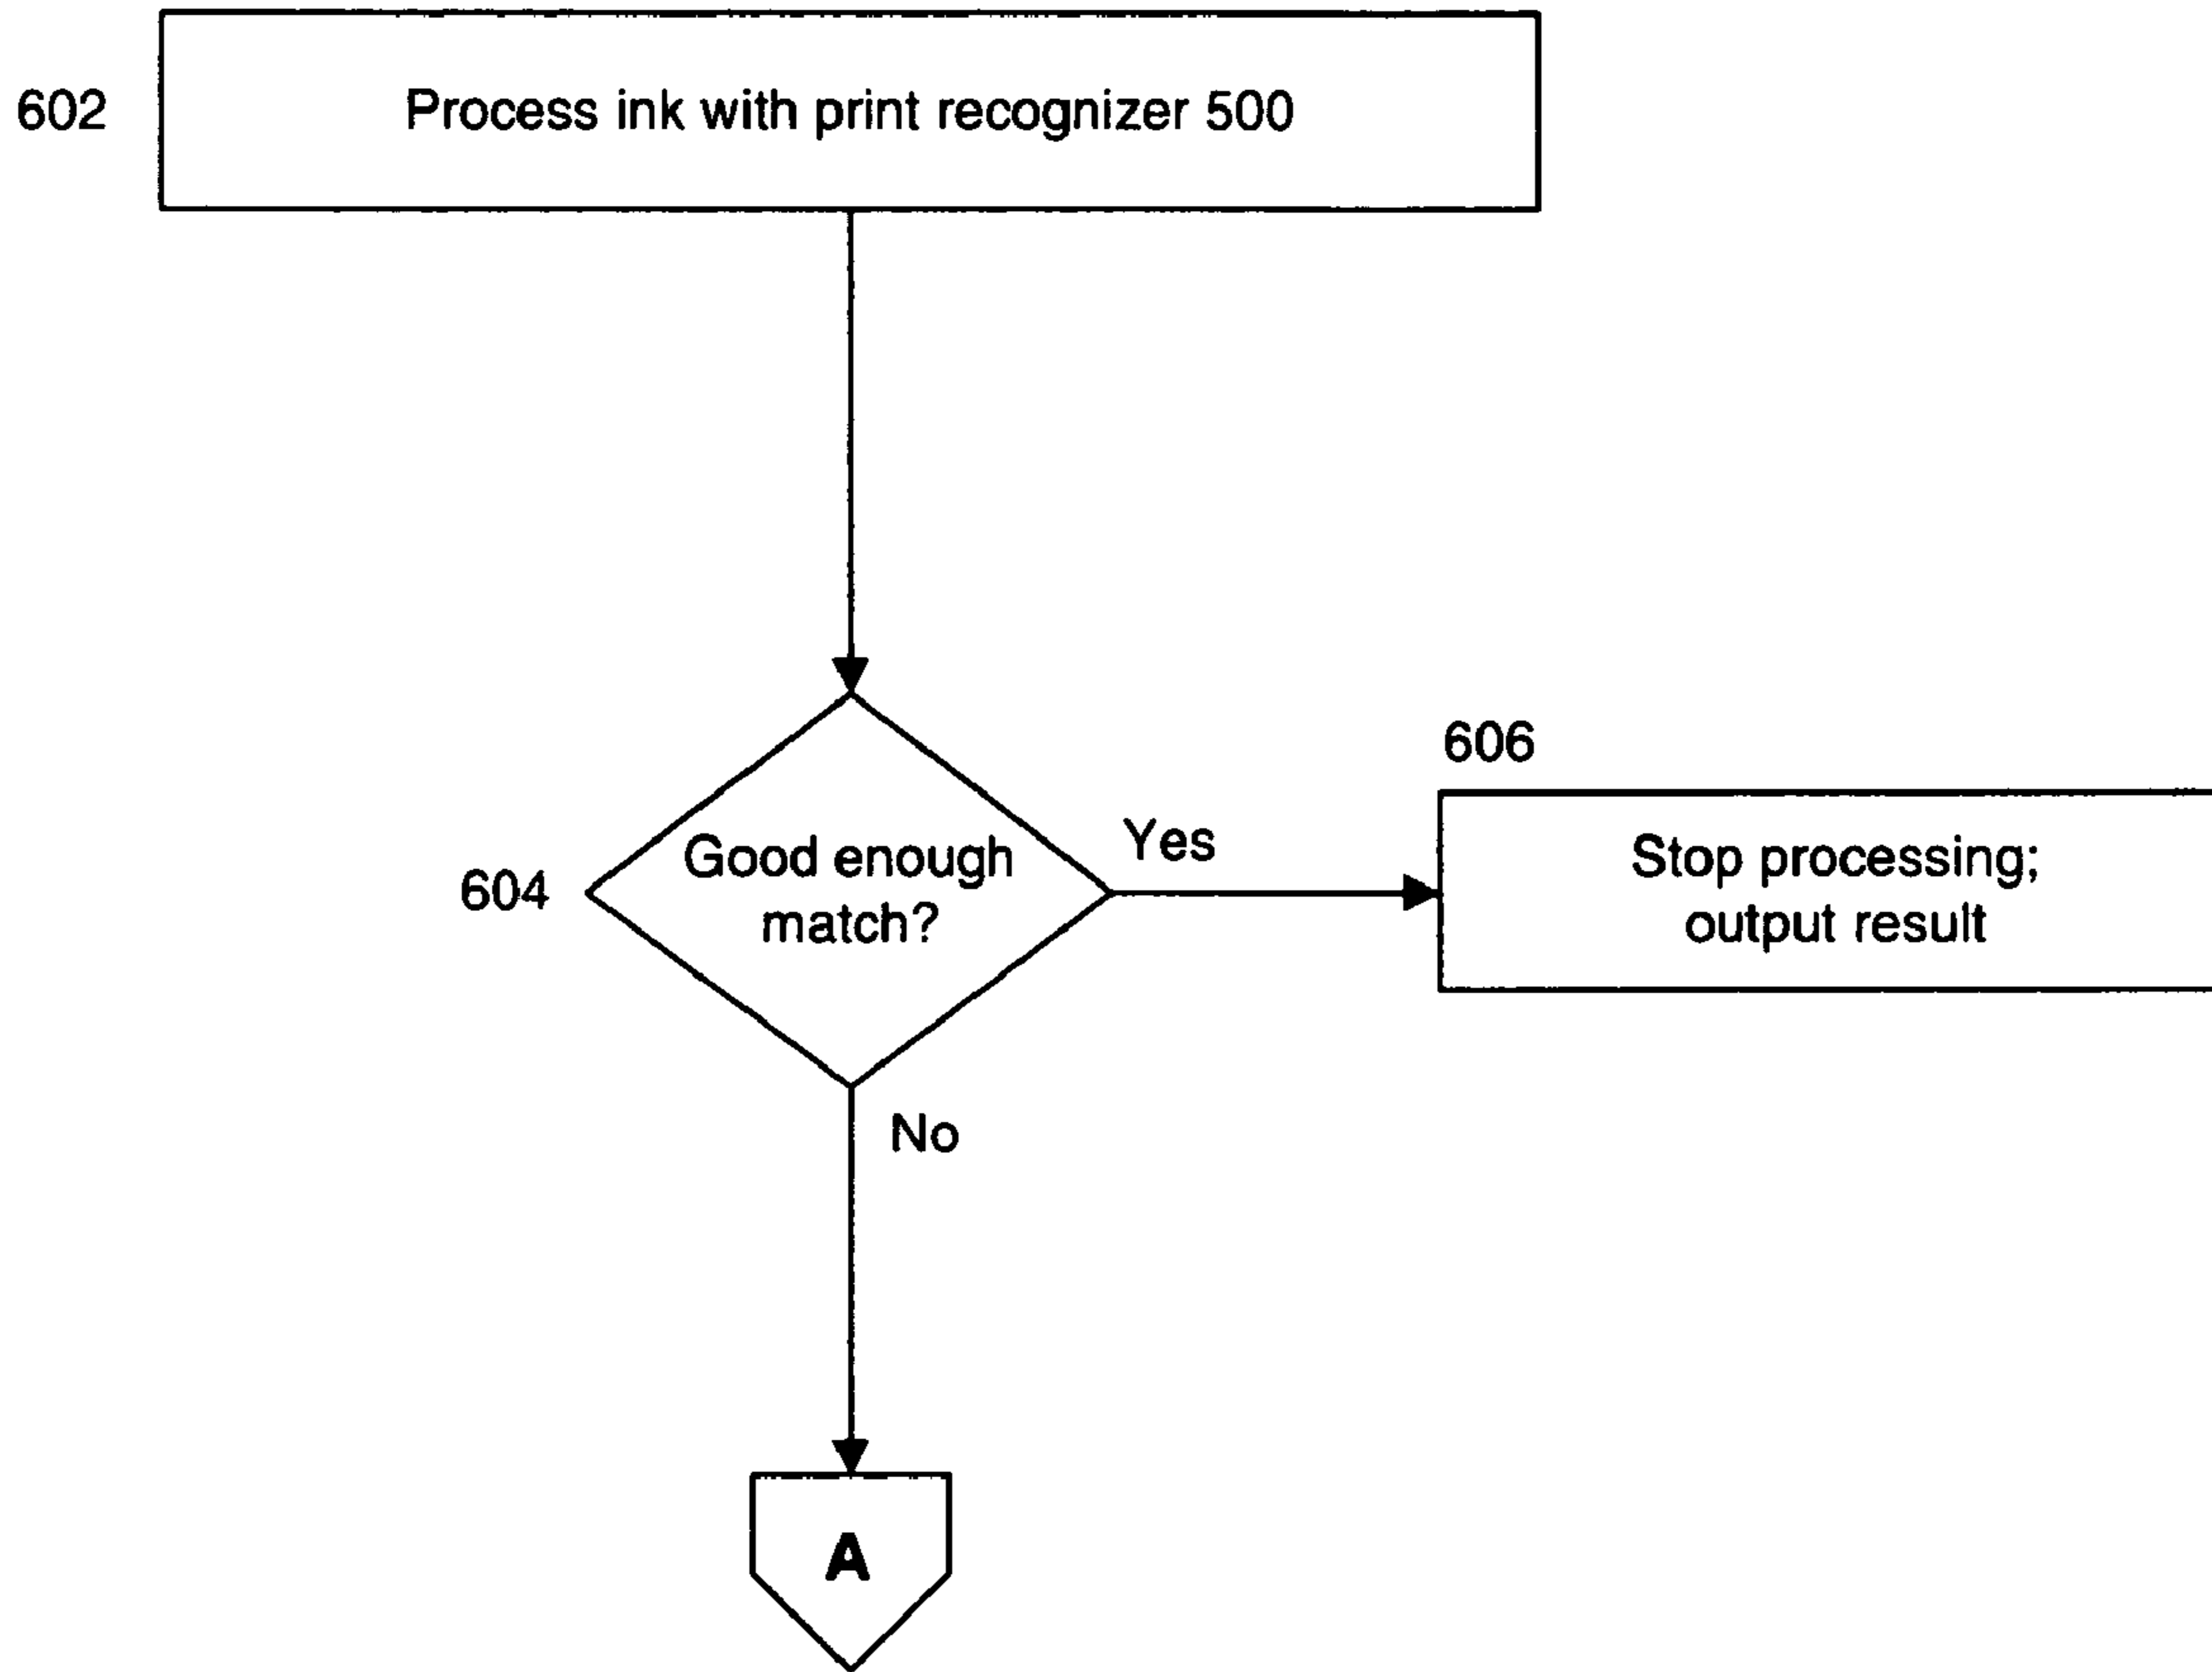 602
Process ink with print recognizer 500
604
Good enough
match?
Yes
606
Stop processing;
output result
No
A